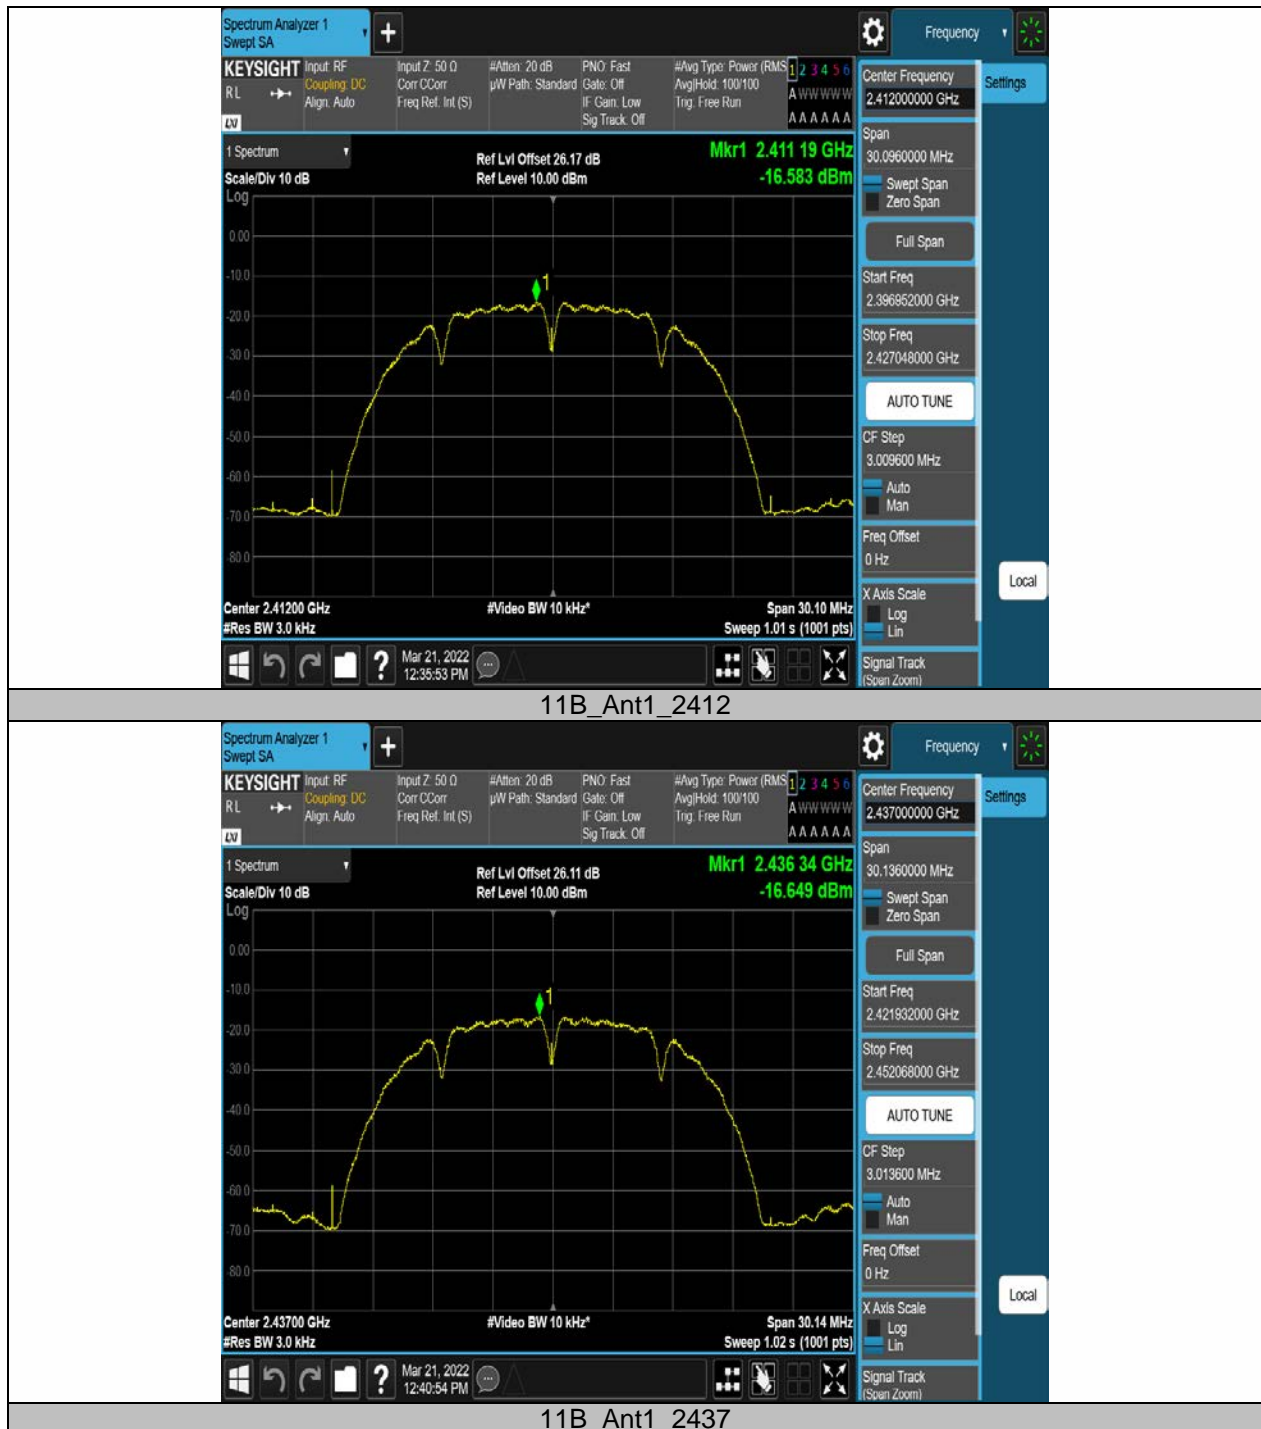 Spectrum Analyzer 1
Swept SA
Frequency
KEYSIGHT
RL
LXI
Input: RF
Coupling: DC
Align: Auto
Input Z: 50 Ω
Corr CCorr
Freq Ref: Int (S)
#Atten: 20 dB
µW Path: Standard
PNO: Fast
Gate: Off
IF Gain: Low
Sig Track: Off
#Avg Type: Power (RMS
Avg|Hold: 100/100
Trig: Free Run
1 2 3 4 5 6
A W W W W W
A A A A A A
1 Spectrum
Scale/Div 10 dB
Ref Lvl Offset 26.17 dB
Ref Level 10.00 dBm
Mkr1 2.411 19 GHz
-16.583 dBm
Log
0.00
-10.0
-20.0
-30.0
-40.0
-50.0
-60.0
-70.0
-80.0
1
Center 2.41200 GHz
#Video BW 10 kHz*
Span 30.10 MHz
#Res BW 3.0 kHz
Sweep 1.01 s (1001 pts)
Mar 21, 2022
12:35:53 PM
Center Frequency
2.412000000 GHz
Settings
Span
30.0960000 MHz
Swept Span
Zero Span
Full Span
Start Freq
2.396952000 GHz
Stop Freq
2.427048000 GHz
AUTO TUNE
CF Step
3.009600 MHz
Auto
Man
Freq Offset
0 Hz
X Axis Scale
Log
Lin
Signal Track
(Span Zoom)
Local
11B_Ant1_2412
Spectrum Analyzer 1
Swept SA
Frequency
KEYSIGHT
RL
LXI
Input: RF
Coupling: DC
Align: Auto
Input Z: 50 Ω
Corr CCorr
Freq Ref: Int (S)
#Atten: 20 dB
µW Path: Standard
PNO: Fast
Gate: Off
IF Gain: Low
Sig Track: Off
#Avg Type: Power (RMS
Avg|Hold: 100/100
Trig: Free Run
1 2 3 4 5 6
A W W W W W
A A A A A A
1 Spectrum
Scale/Div 10 dB
Ref Lvl Offset 26.11 dB
Ref Level 10.00 dBm
Mkr1 2.436 34 GHz
-16.649 dBm
Log
0.00
-10.0
-20.0
-30.0
-40.0
-50.0
-60.0
-70.0
-80.0
1
Center 2.43700 GHz
#Video BW 10 kHz*
Span 30.14 MHz
#Res BW 3.0 kHz
Sweep 1.02 s (1001 pts)
Mar 21, 2022
12:40:54 PM
Center Frequency
2.437000000 GHz
Settings
Span
30.1360000 MHz
Swept Span
Zero Span
Full Span
Start Freq
2.421932000 GHz
Stop Freq
2.452068000 GHz
AUTO TUNE
CF Step
3.013600 MHz
Auto
Man
Freq Offset
0 Hz
X Axis Scale
Log
Lin
Signal Track
(Span Zoom)
Local
11B_Ant1_2437